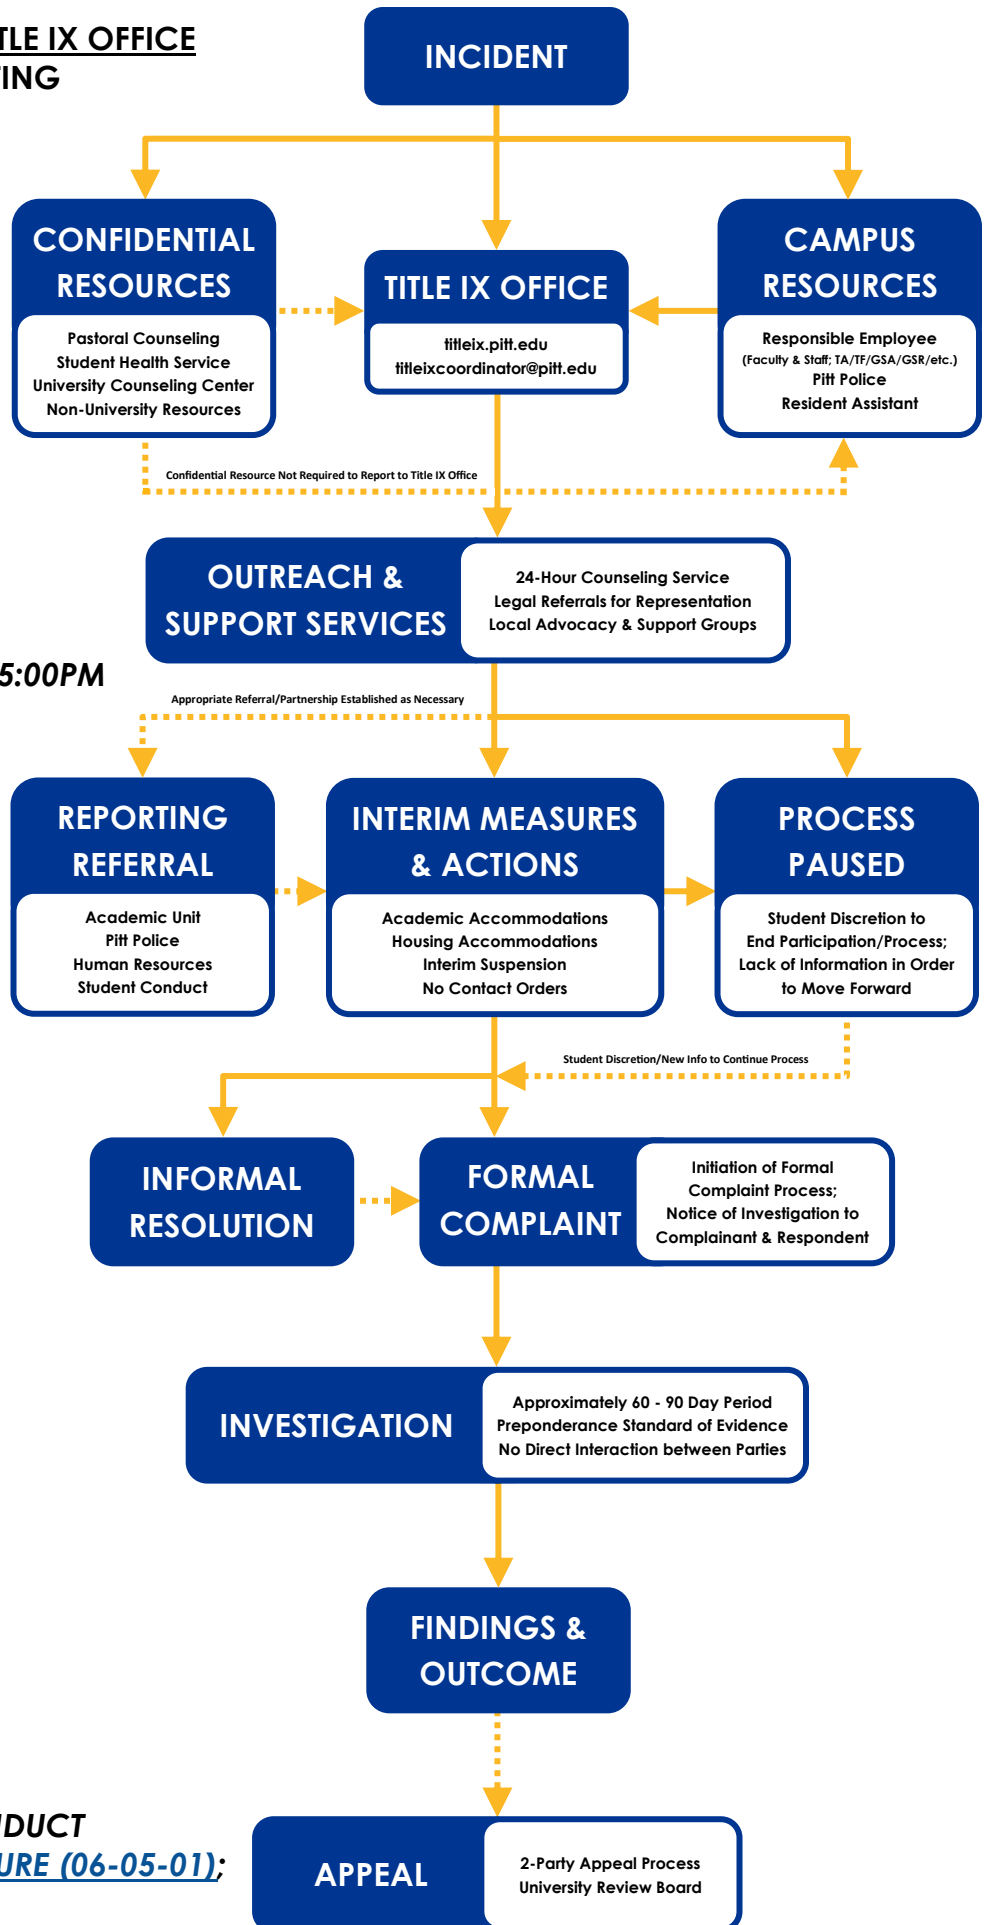 TLE IX OFFICE
TING
INCIDENT
CONFIDENTIAL
RESOURCES
Pastoral Counseling
Student Health Service
University Counseling Center
Non-University Resources
TITLE IX OFFICE
titleix.pitt.edu
titleixcoordinator@pitt.edu
CAMPUS
RESOURCES
Responsible Employee
(Faculty & Staff; TA/TF/GSA/GSR/etc.)
Pitt Police
Resident Assistant
Confidential Resource Not Required to Report to Title IX Office
OUTREACH &
SUPPORT SERVICES
24-Hour Counseling Service
Legal Referrals for Representation
Local Advocacy & Support Groups
5:00PM
Appropriate Referral/Partnership Established as Necessary
REPORTING
REFERRAL
Academic Unit
Pitt Police
Human Resources
Student Conduct
INTERIM MEASURES
& ACTIONS
Academic Accommodations
Housing Accommodations
Interim Suspension
No Contact Orders
PROCESS
PAUSED
Student Discretion to
End Participation/Process;
Lack of Information in Order
to Move Forward
Student Discretion/New Info to Continue Process
INFORMAL
RESOLUTION
FORMAL
COMPLAINT
Initiation of Formal
Complaint Process;
Notice of Investigation to
Complainant & Respondent
INVESTIGATION
Approximately 60 - 90 Day Period
Preponderance Standard of Evidence
No Direct Interaction between Parties
FINDINGS &
OUTCOME
NDUCT
URE (06-05-01);
APPEAL
2-Party Appeal Process
University Review Board